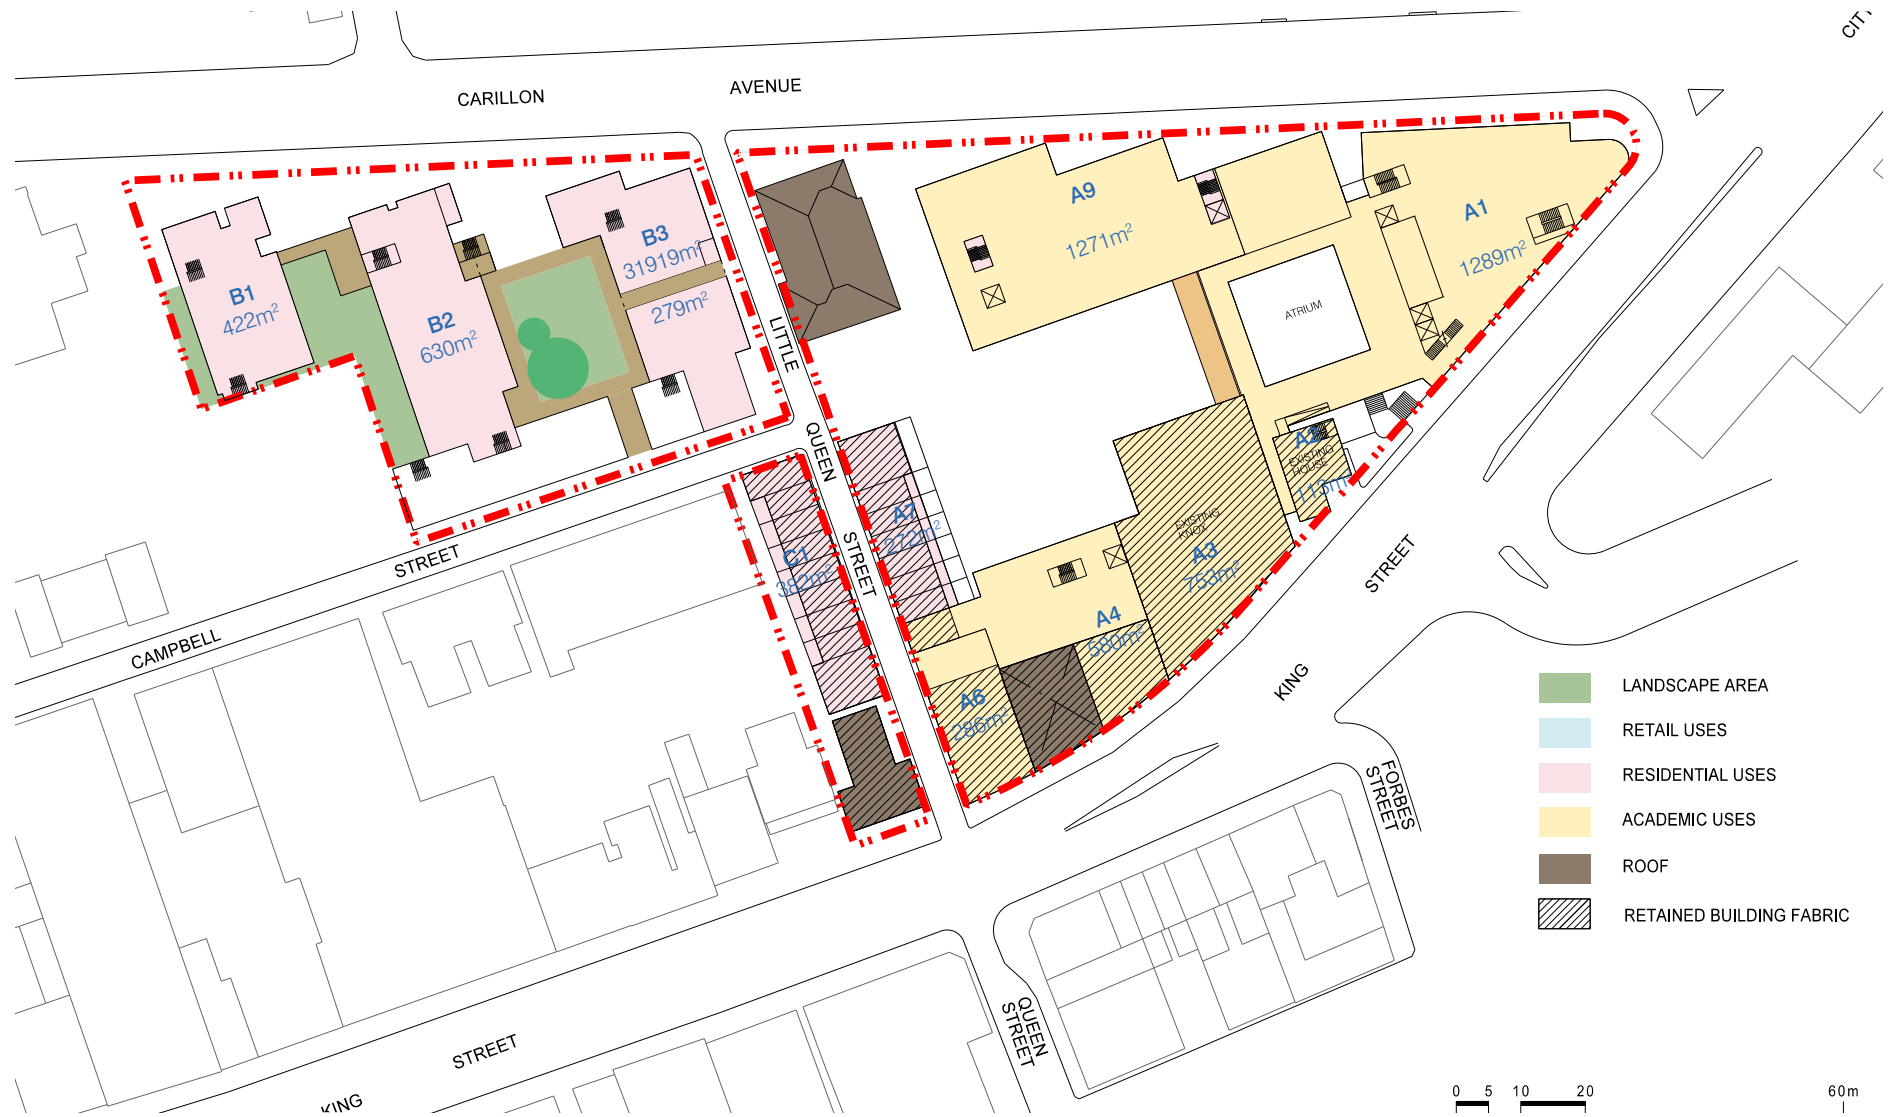 CITY
CARILLON
AVENUE
B1
422m²
B2
630m²
B3
31919m²
279m²
A9
1271m²
A1
1289m²
ATRIUM
LITTLE
QUEEN
STREET
A2
EXISTING
HOUSE
113m²
A7
272m²
C1
382m²
EXISTING
KNOX
A3
753m²
A4
580m²
A6
286m²
STREET
CAMPBELL
STREET
KING
FORBES
STREET
QUEEN
STREET
STREET
KING
LANDSCAPE AREA
RETAIL USES
RESIDENTIAL USES
ACADEMIC USES
ROOF
RETAINED BUILDING FABRIC
0 5 10 20 60m